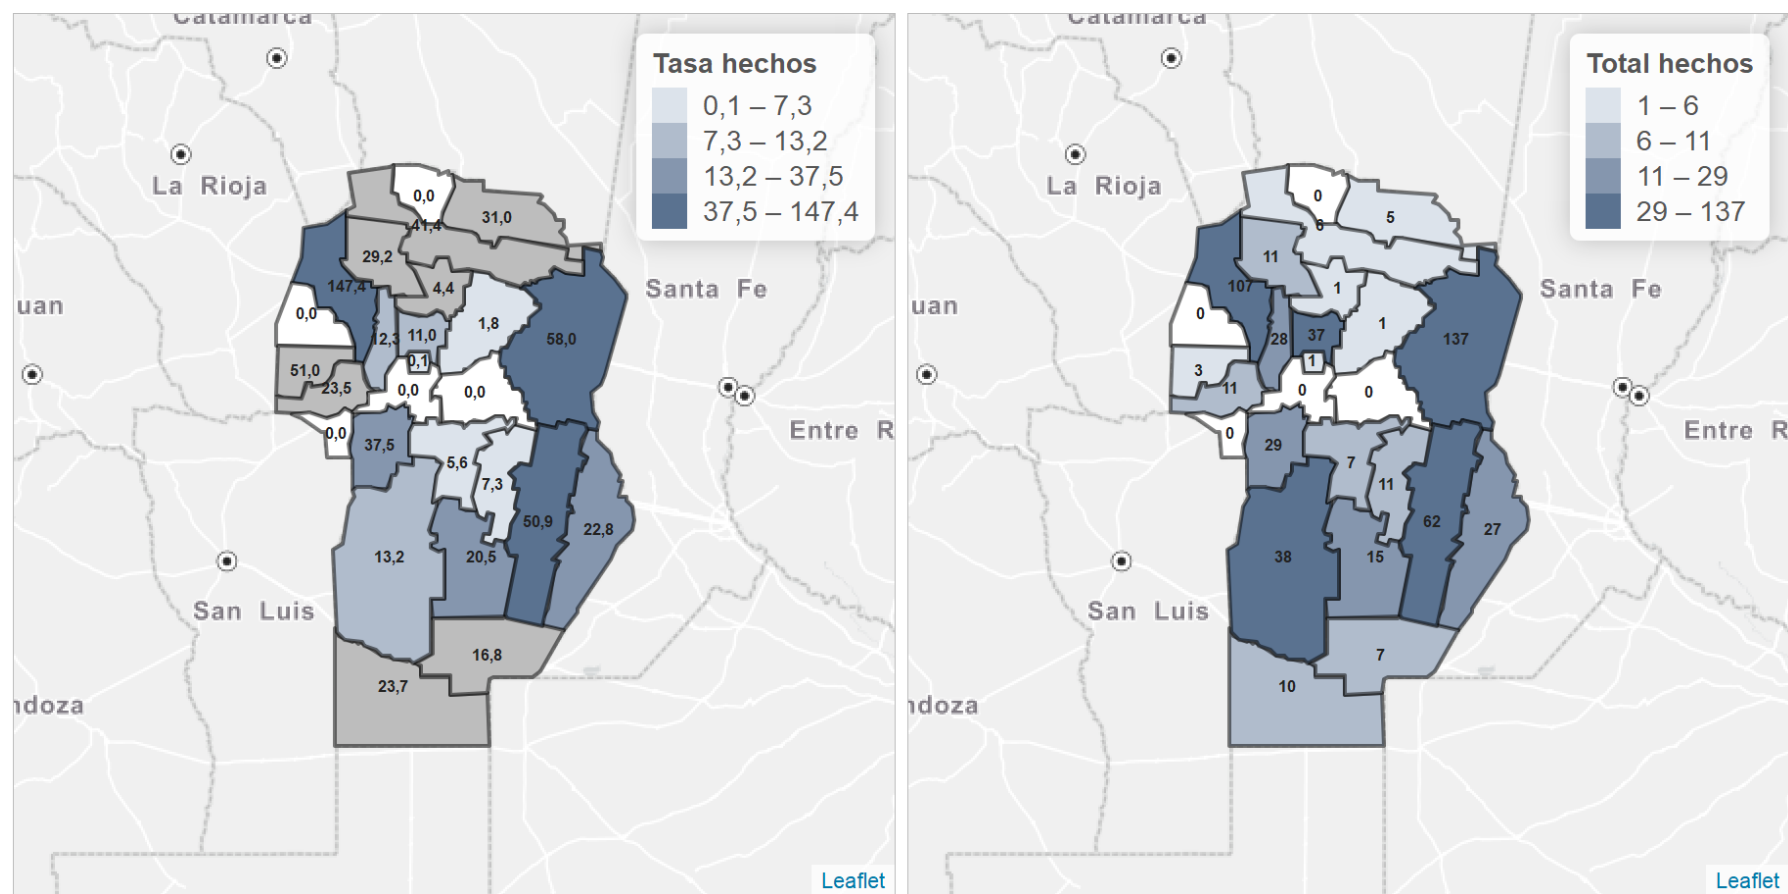 Catamarca
Tasa hechos
0,1 – 7,3
7,3 – 13,2
13,2 – 37,5
37,5 – 147,4
La Rioja
0,0
41,4
31,0
29,2
147,4
4,4
Santa Fe
uan
0,0
12,3
11,0
1,8
58,0
51,0
0,1
23,5
0,0
0,0
0,0
37,5
Entre R
5,6
7,3
50,9
22,8
13,2
20,5
San Luis
16,8
23,7
ndoza
Leaflet
Catamarca
Total hechos
1 – 6
6 – 11
11 – 29
29 – 137
La Rioja
0
6
5
11
107
1
Santa Fe
uan
0
28
37
1
137
3
1
11
0
0
0
29
Entre R
7
11
62
27
38
15
San Luis
7
10
ndoza
Leaflet